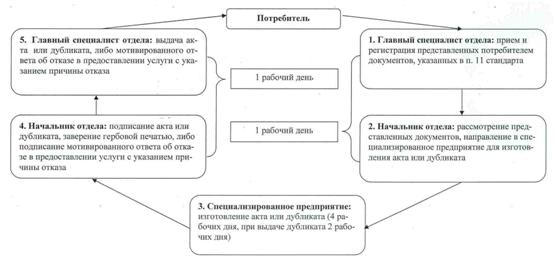 Потребитель
5. Главный специалист отдела: выдача ак-
та или дубликата, либо мотивированного от-
вета об отказе в предоставлении услуги с ука-
занием причины отказа
1. Главный специалист отдела: прием и
регистрация представленных потребителем
документов, указанных в п. 11 стандарта
1 рабочий день
1 рабочий день
4. Начальник отдела: подписание акта или
дубликата, заверение гербовой печатью, либо
подписание мотивированного ответа об отка-
зе в предоставлении услуги с указанием при-
чины отказа
2. Начальник отдела: рассмотрение пред-
ставленных документов, направление в спе-
циализированное предприятие для изготов-
ления акта или дубликата
3. Специализированное предприятие:
изготовление акта или дубликата (4 ра-
бочих дня, при выдаче дубликата 2 рабо-
чих дня)